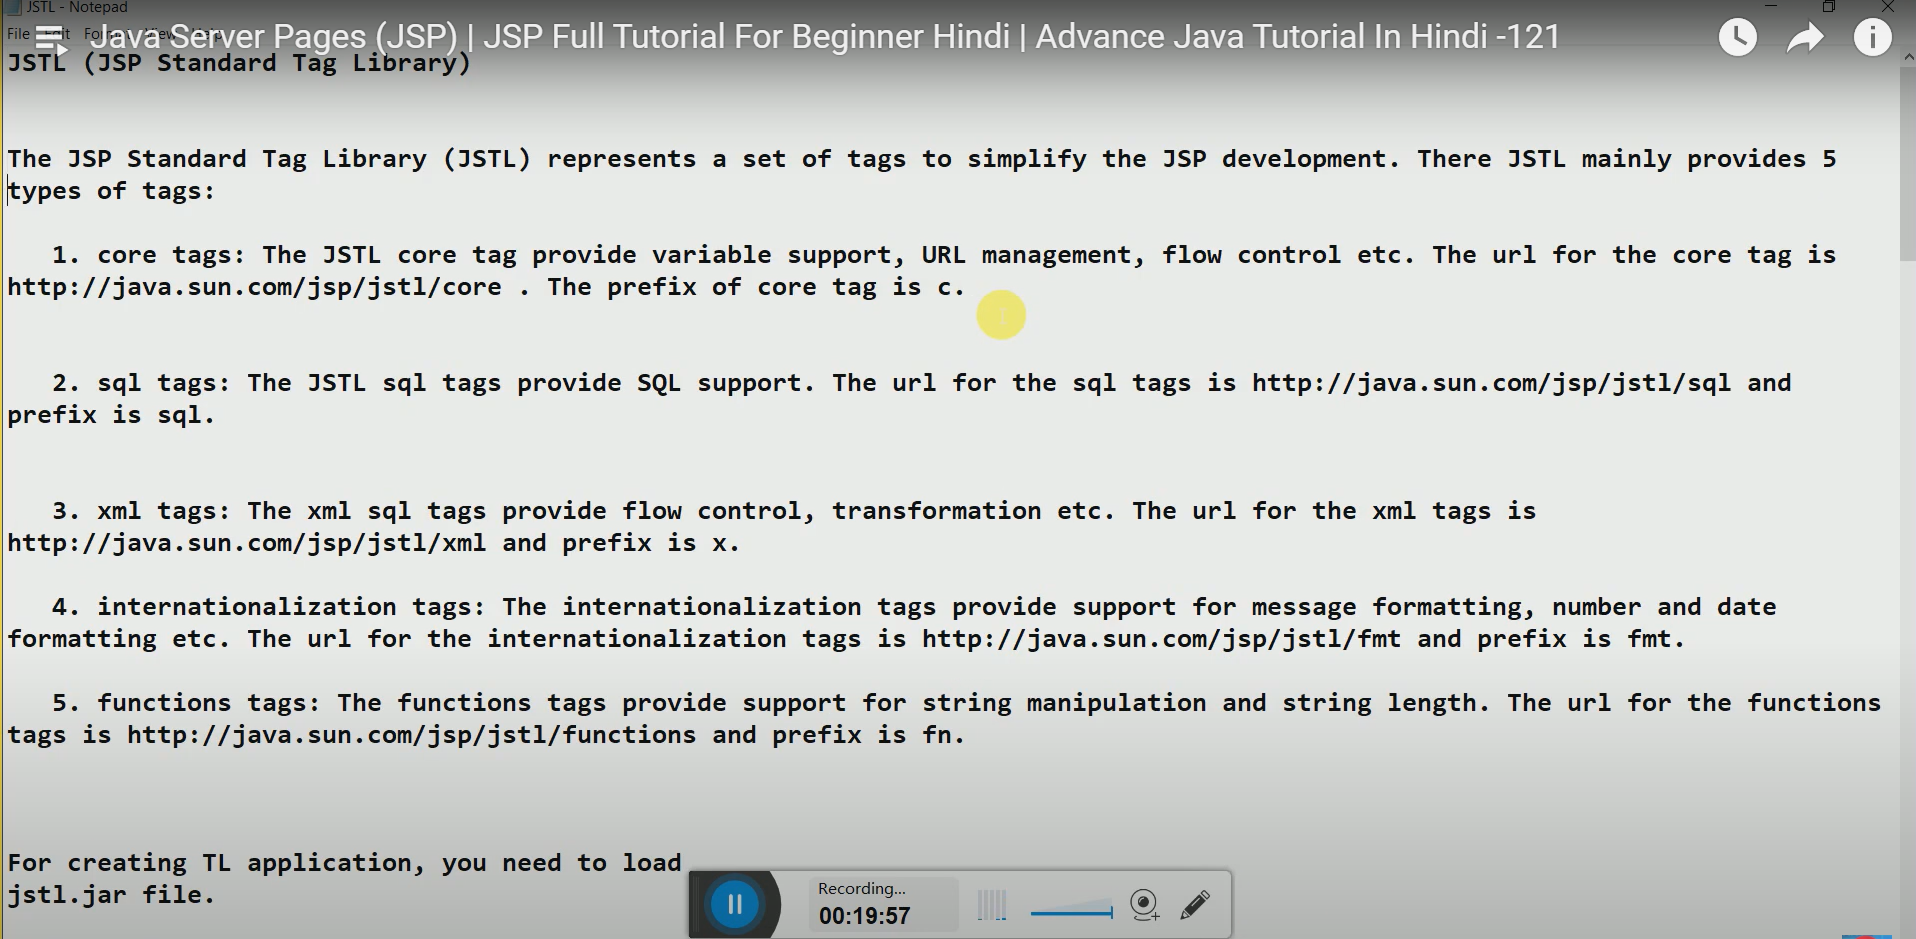 JSTL - Notepad
File Edit Format View Help
Java Server Pages (JSP) | JSP Full Tutorial For Beginner Hindi | Advance Java Tutorial In Hindi -121
JSTL (JSP Standard Tag Library)
The JSP Standard Tag Library (JSTL) represents a set of tags to simplify the JSP development. There JSTL mainly provides 5
types of tags:
1. core tags: The JSTL core tag provide variable support, URL management, flow control etc. The url for the core tag is
http://java.sun.com/jsp/jstl/core . The prefix of core tag is c.
2. sql tags: The JSTL sql tags provide SQL support. The url for the sql tags is http://java.sun.com/jsp/jstl/sql and
prefix is sql.
3. xml tags: The xml sql tags provide flow control, transformation etc. The url for the xml tags is
http://java.sun.com/jsp/jstl/xml and prefix is x.
4. internationalization tags: The internationalization tags provide support for message formatting, number and date
formatting etc. The url for the internationalization tags is http://java.sun.com/jsp/jstl/fmt and prefix is fmt.
5. functions tags: The functions tags provide support for string manipulation and string length. The url for the functions
tags is http://java.sun.com/jsp/jstl/functions and prefix is fn.
For creating TL application, you need to load
jstl.jar file.
Recording...
00:19:57